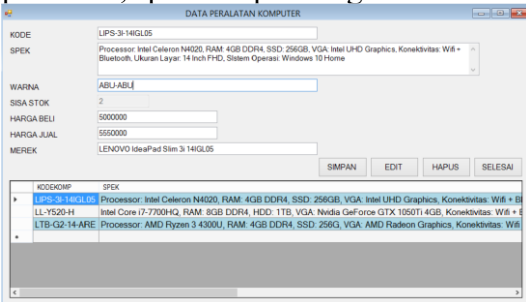 DATA PERALATAN KOMPUTER
KODE LIPS-3I-14IGL05
SPEK Processor: Intel Celeron N4020, RAM: 4GB DDR4, SSD: 256GB, VGA: Intel UHD Graphics, Konektivitas: Wifi +
Bluetooth, Ukuran Layar: 14 Inch FHD, SIstem Operasi: Windows 10 Home
WARNA ABU-ABU
SISA STOK 2
HARGA BELI 5000000
HARGA JUAL 5550000
MEREK LENOVO IdeaPad Slim 3i 14IGL05
SIMPAN EDIT HAPUS SELESAI
KODEKOMP SPEK
LIPS-3I-14IGL05 Processor: Intel Celeron N4020, RAM: 4GB DDR4, SSD: 256GB, VGA: Intel UHD Graphics, Konektivitas: Wifi + Bl
LL-Y520-H Intel Core i7-7700HQ, RAM: 8GB DDR4, HDD: 1TB, VGA: Nvidia GeForce GTX 1050Ti 4GB, Konektivitas: Wifi + B
LTB-G2-14-ARE Processor: AMD Ryzen 3 4300U, RAM: 4GB DDR4, SSD: 256G, VGA: AMD Radeon Graphics, Konektivitas: Wifi